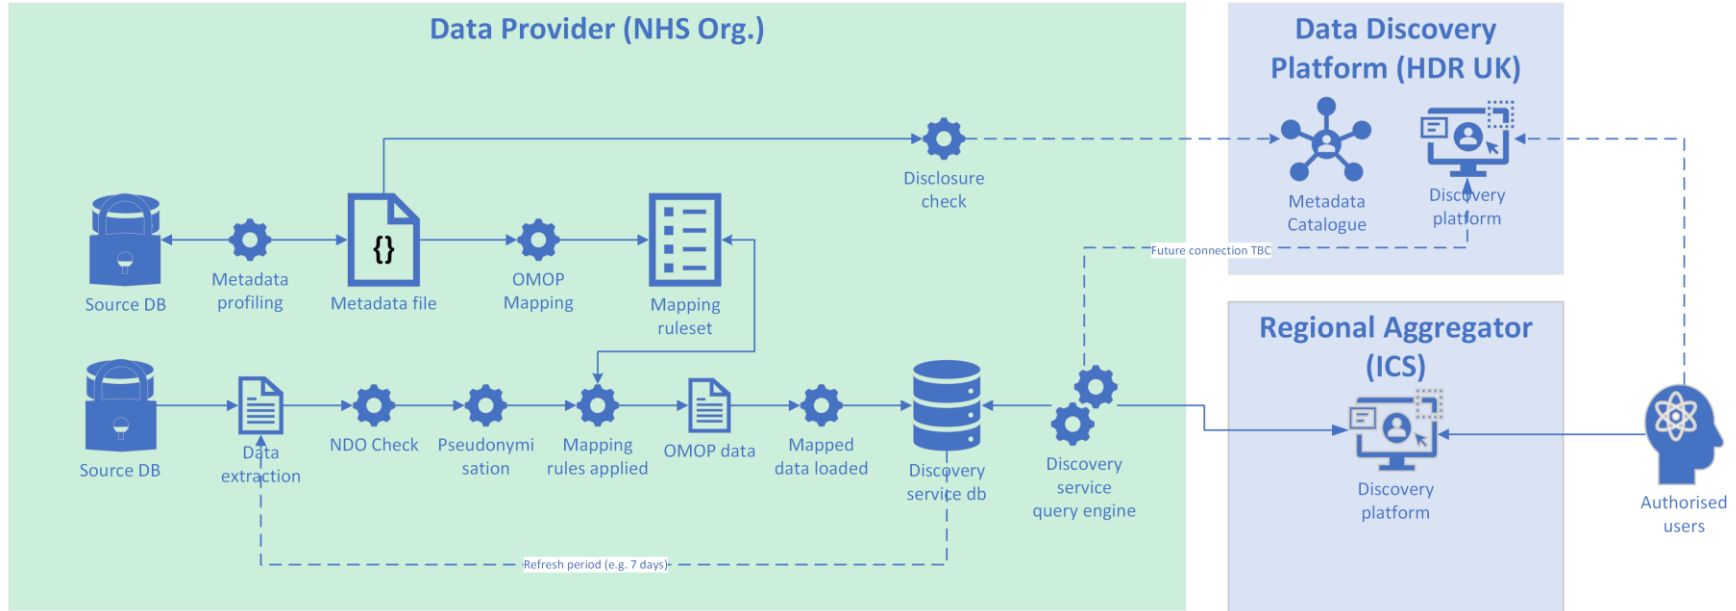 Data Provider (NHS Org.)
Data Discovery
Platform (HDR UK)
Disclosure
check
Metadata
Catalogue
Discovery
platform
{}
Source DB
Metadata
profiling
Metadata file
OMOP
Mapping
Mapping
ruleset
Future connection TBC
Regional Aggregator
(ICS)
Source DB
Data
extraction
NDO Check
Pseudonymi
sation
Mapping
rules applied
OMOP data
Mapped
data loaded
Discovery
service db
Discovery
service
query engine
Discovery
platform
Authorised
users
Refresh period (e.g. 7 days)